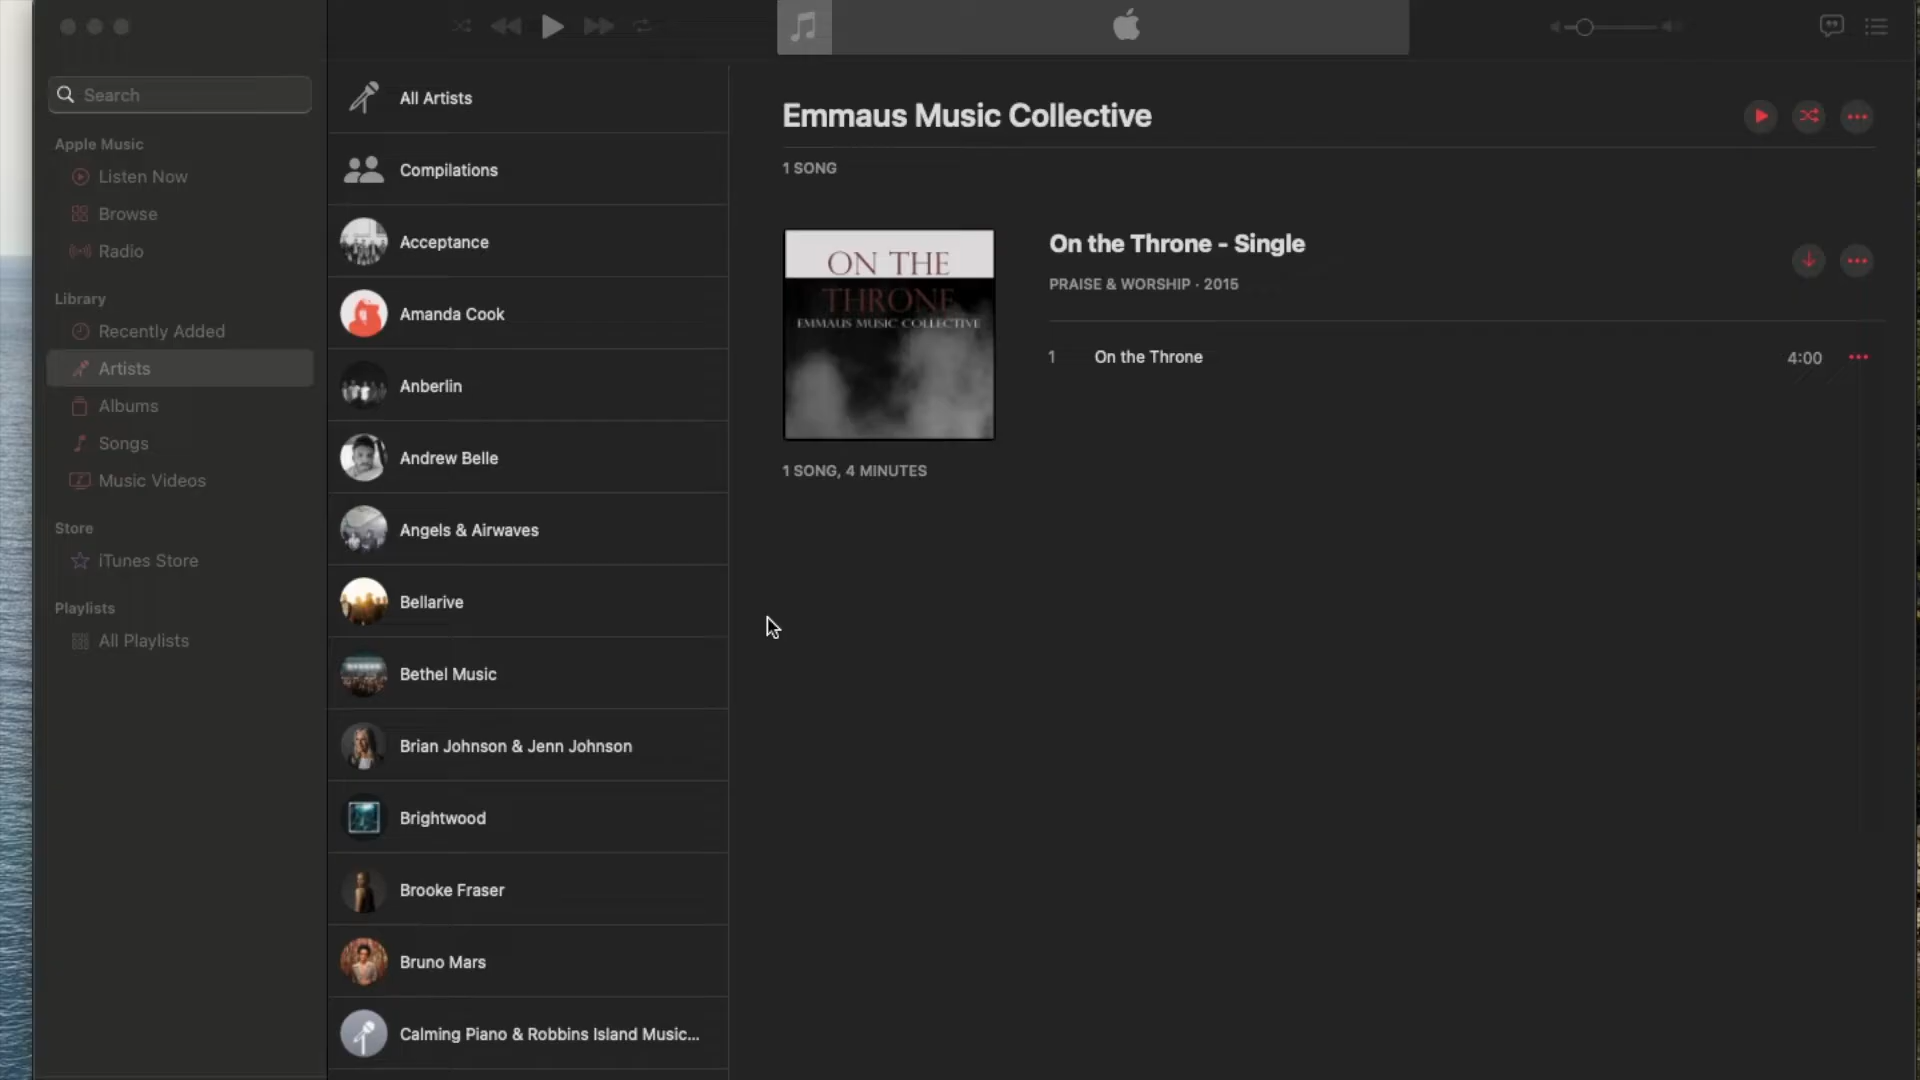 Search
Apple Music
Listen Now
Browse
Radio
Library
Recently Added
Artists
Albums
Songs
Music Videos
Store
iTunes Store
Playlists
All Playlists
All Artists
Compilations
Acceptance
Amanda Cook
Anberlin
Andrew Belle
Angels & Airwaves
Bellarive
Bethel Music
Brian Johnson & Jenn Johnson
Brightwood
Brooke Fraser
Bruno Mars
Calming Piano & Robbins Island Music...
Emmaus Music Collective
1 SONG
ON THE
THRONE
EMMAUS MUSIC COLLECTIVE
1 SONG, 4 MINUTES
On the Throne - Single
PRAISE & WORSHIP · 2015
1 On the Throne 4:00